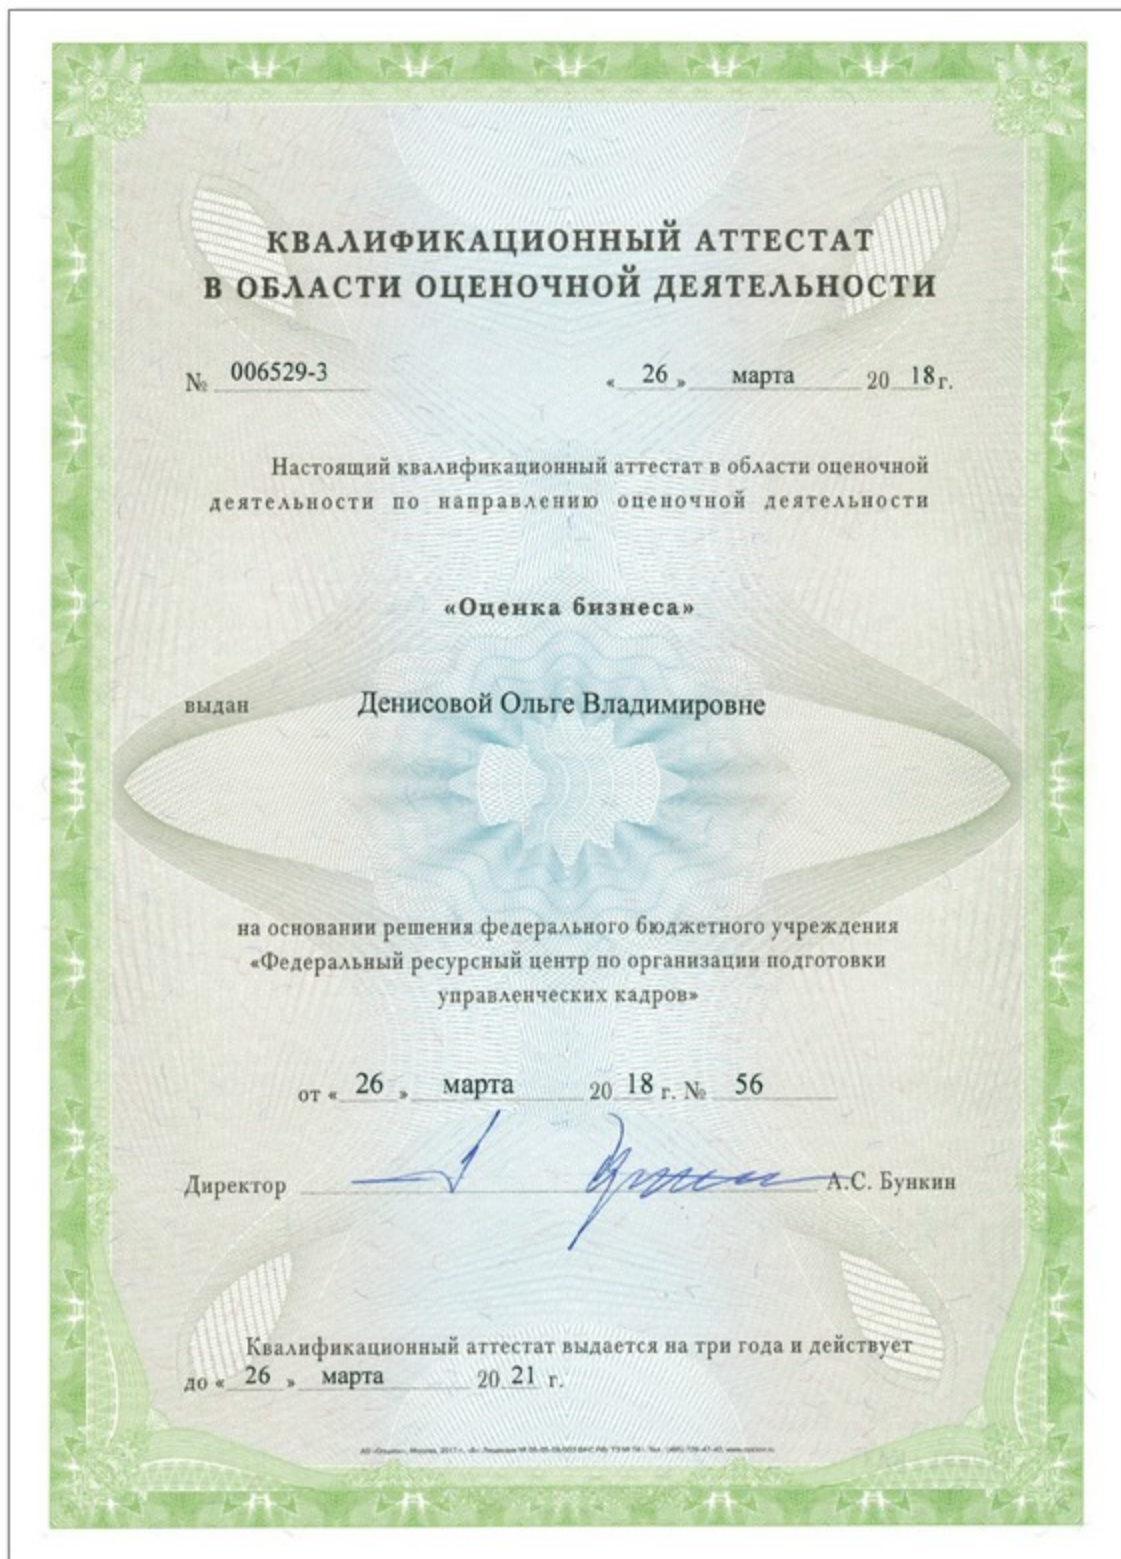 КВАЛИФИКАЦИОННЫЙ АТТЕСТАТ
В ОБЛАСТИ ОЦЕНОЧНОЙ ДЕЯТЕЛЬНОСТИ
№ 006529-3 « 26 » марта 20 18 г.
Настоящий квалификационный аттестат в области оценочной
деятельности по направлению оценочной деятельности
«Оценка бизнеса»
выдан Денисовой Ольге Владимировне
на основании решения федерального бюджетного учреждения
«Федеральный ресурсный центр по организации подготовки
управленческих кадров»
от « 26 » марта 20 18 г. № 56
Директор А.С. Бункин
Квалификационный аттестат выдается на три года и действует
до « 26 » марта 20 21 г.